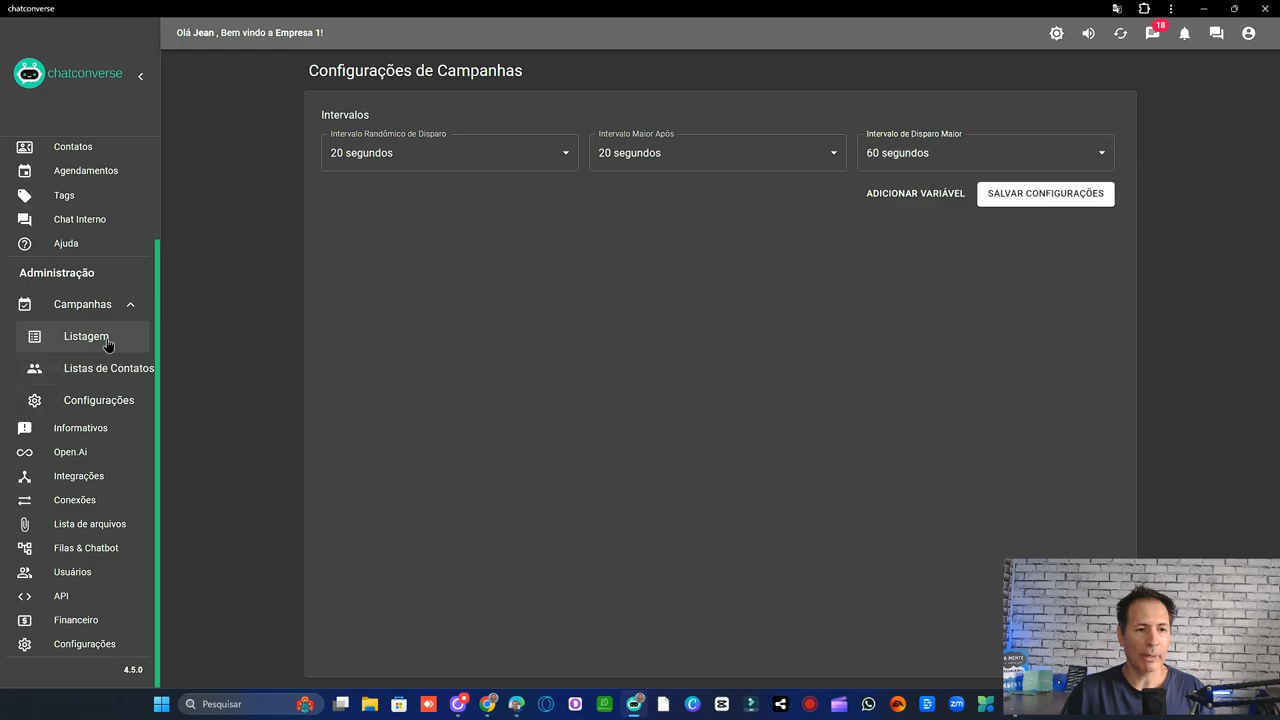 chatconverse
Olá Jean , Bem vindo a Empresa 1!
18
chatconverse
Contatos
Agendamentos
Tags
Chat Interno
Ajuda
Administração
Campanhas
Listagem
Listas de Contatos
Configurações
Informativos
Open.Ai
Integrações
Conexões
Lista de arquivos
Filas & Chatbot
Usuários
API
Financeiro
Configurações
4.5.0
Configurações de Campanhas
Intervalos
Intervalo Randômico de Disparo
20 segundos
Intervalo Maior Após
20 segundos
Intervalo de Disparo Maior
60 segundos
ADICIONAR VARIÁVEL
SALVAR CONFIGURAÇÕES
Pesquisar
zm